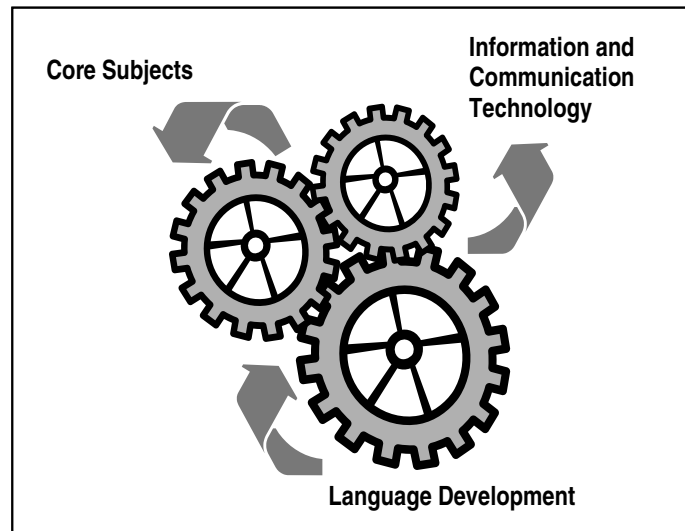 Core Subjects
Information and
Communication
Technology
Language Development